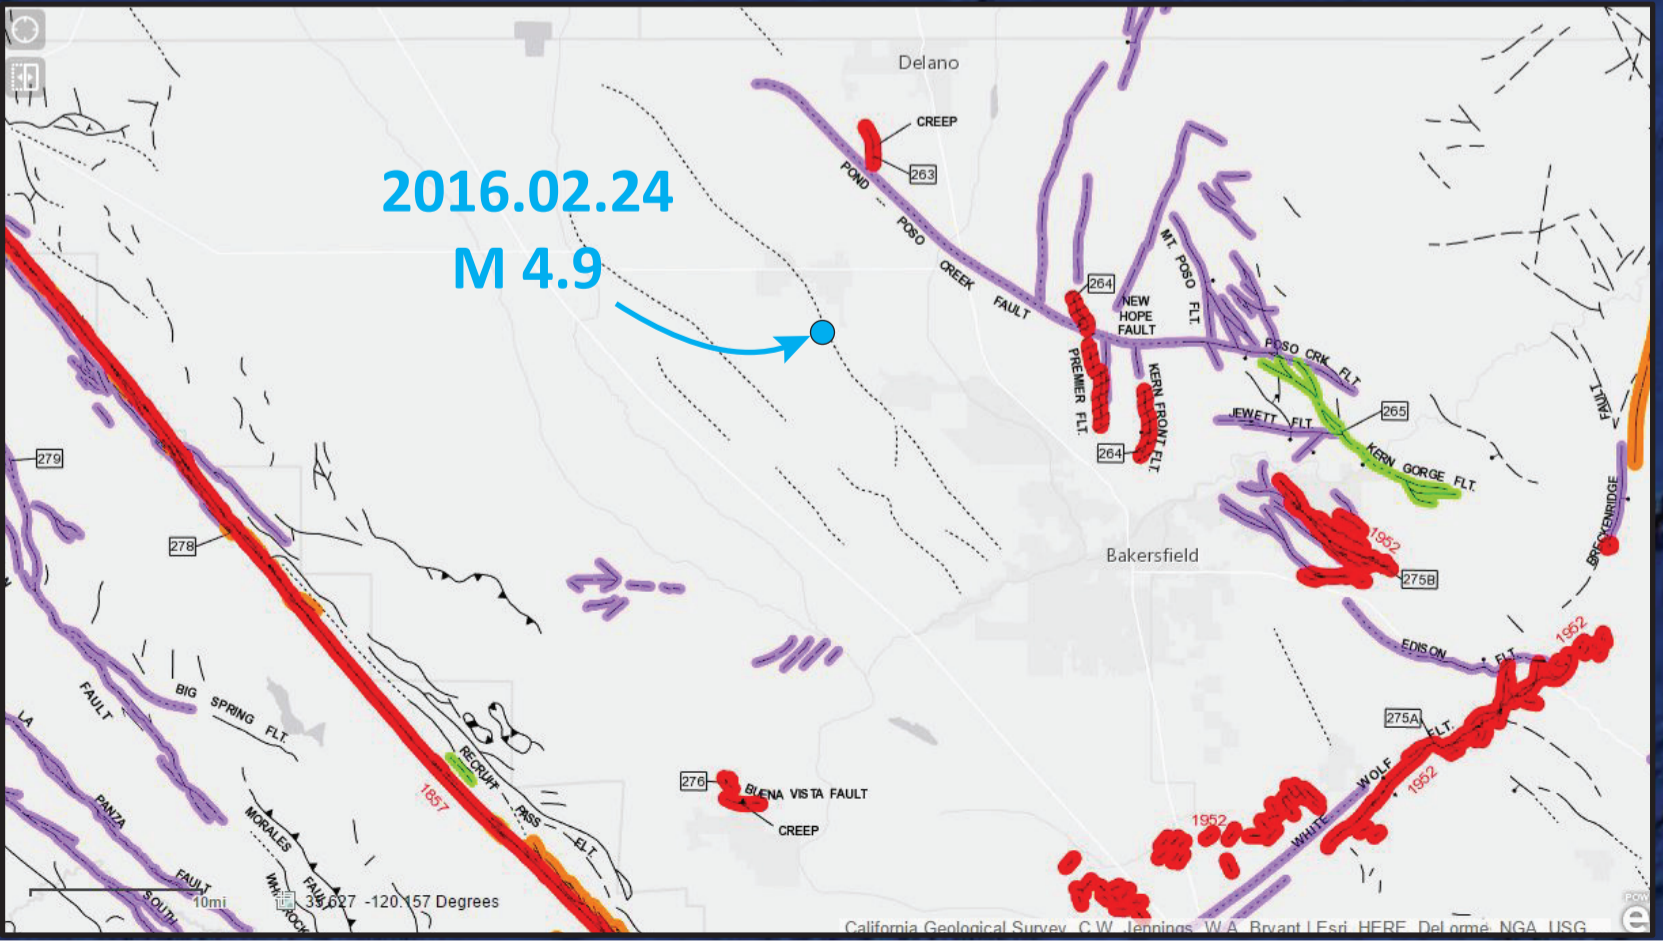 Delano
CREEP
263
POND
POSO
CREEK
FAULT
2016.02.24
M 4.9
264
NEW
HOPE
FAULT
MT. POSO FLT.
POSO CRK FLT.
PREMIER FLT.
KERN FRONT FLT.
264
JEWETT FLT.
265
KERN GORGE FLT.
FAULT
BRECKENRIDGE
279
278
Bakersfield
1952
275B
EDISON FLT.
1952
275A
WHITE WOLF FLT.
1952
1952
BIG SPRING FLT.
FAULT
LA
PANZA
FAULT
SOUTH
1857
RECRUIT PASS FLT.
MORALES
FAULT
276
BUENA VISTA FAULT
CREEP
10mi
-120.157 Degrees
California Geological Survey, C.W. Jennings, W.A. Bryant | Esri, HERE, DeLorme, NGA, USG
POW
e